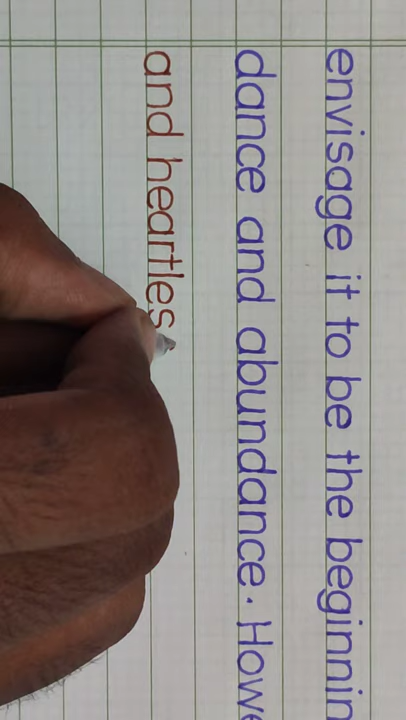 envisage it to be the beginnin
dance and abundance. Howe
and heartles